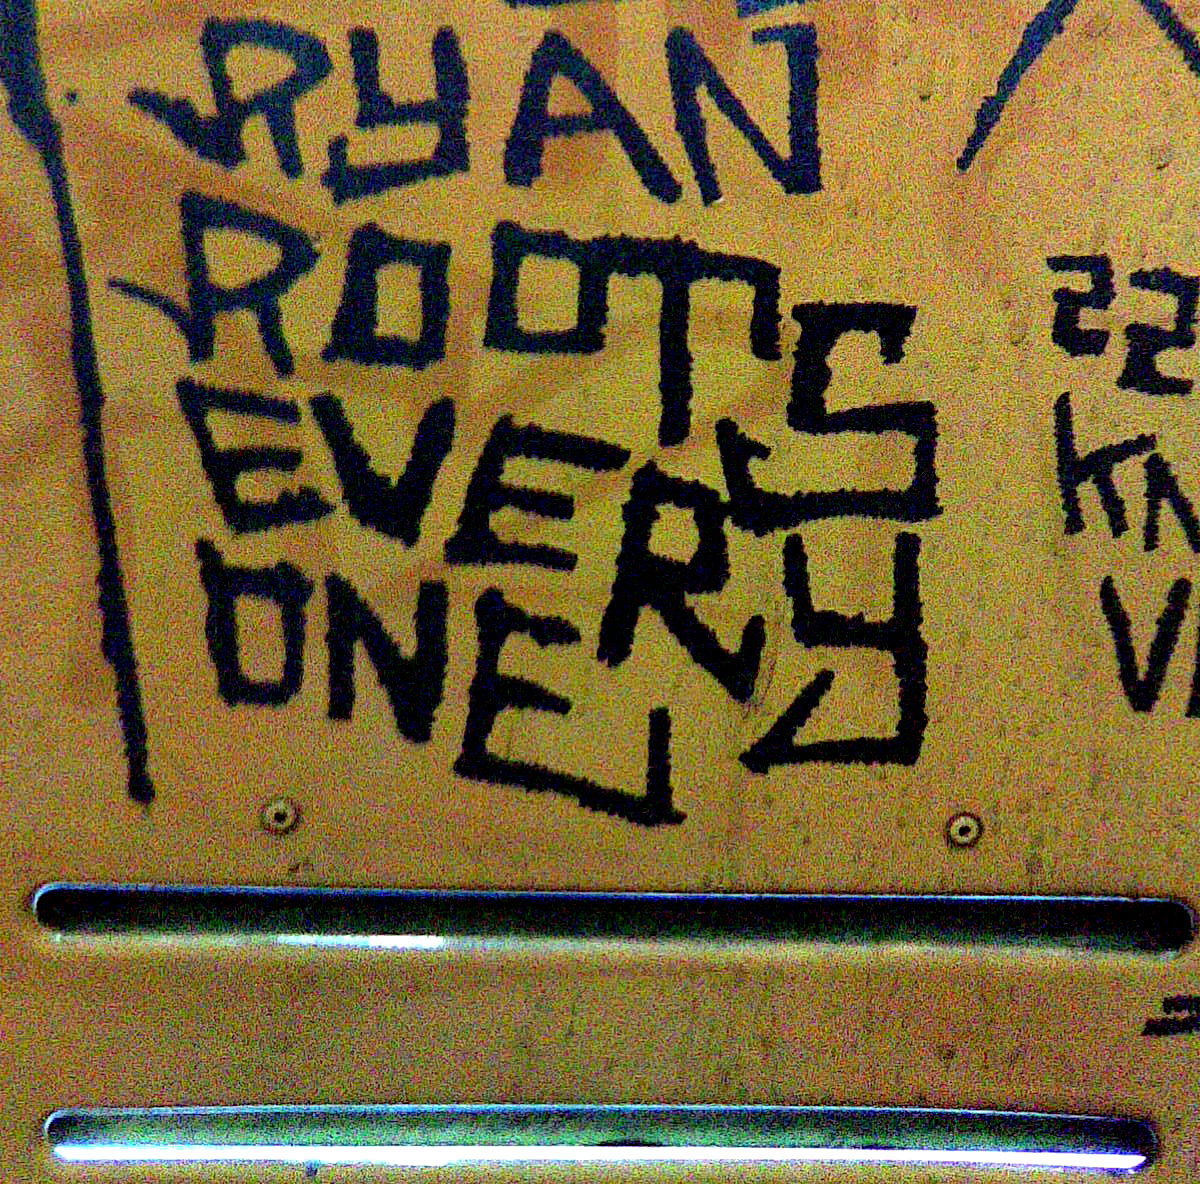 RYAN
ROOTS
EVERY
ONE
22